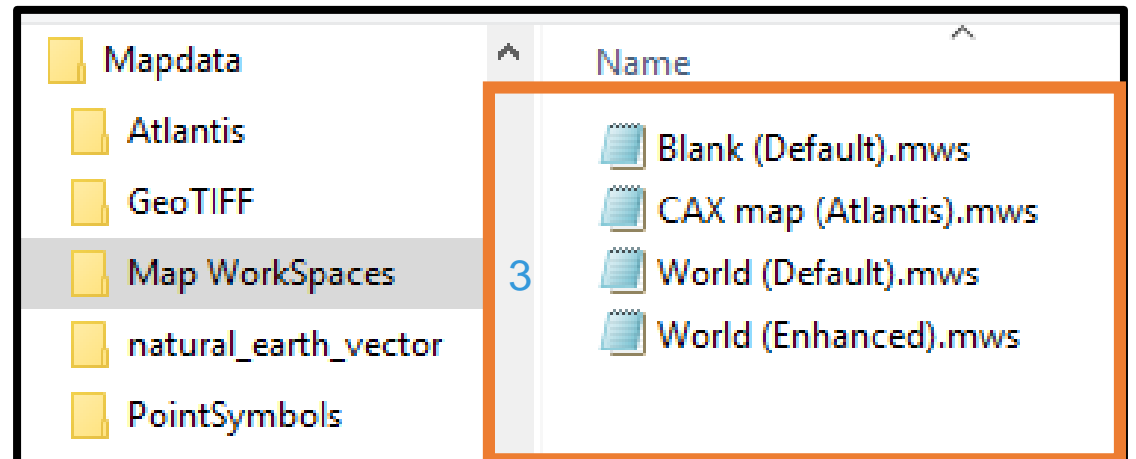 Mapdata
Atlantis
GeoTIFF
Map WorkSpaces
natural_earth_vector
PointSymbols
Name
3
Blank (Default).mws
CAX map (Atlantis).mws
World (Default).mws
World (Enhanced).mws